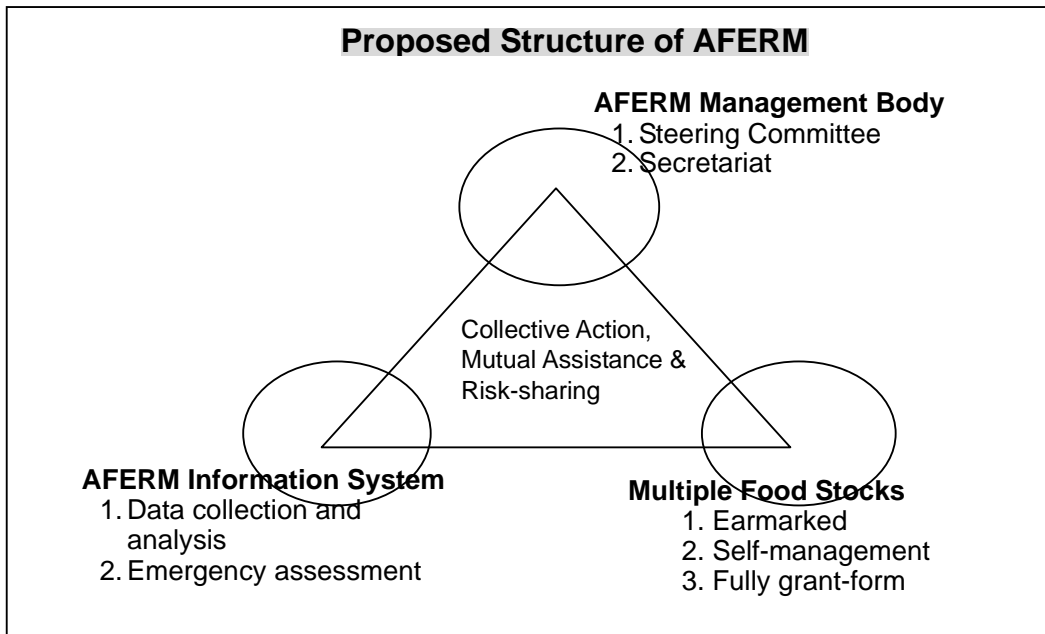 Proposed Structure of AFERM
AFERM Management Body
1. Steering Committee
2. Secretariat
Collective Action,
Mutual Assistance &
Risk-sharing
AFERM Information System
1. Data collection and
analysis
2. Emergency assessment
Multiple Food Stocks
1. Earmarked
2. Self-management
3. Fully grant-form